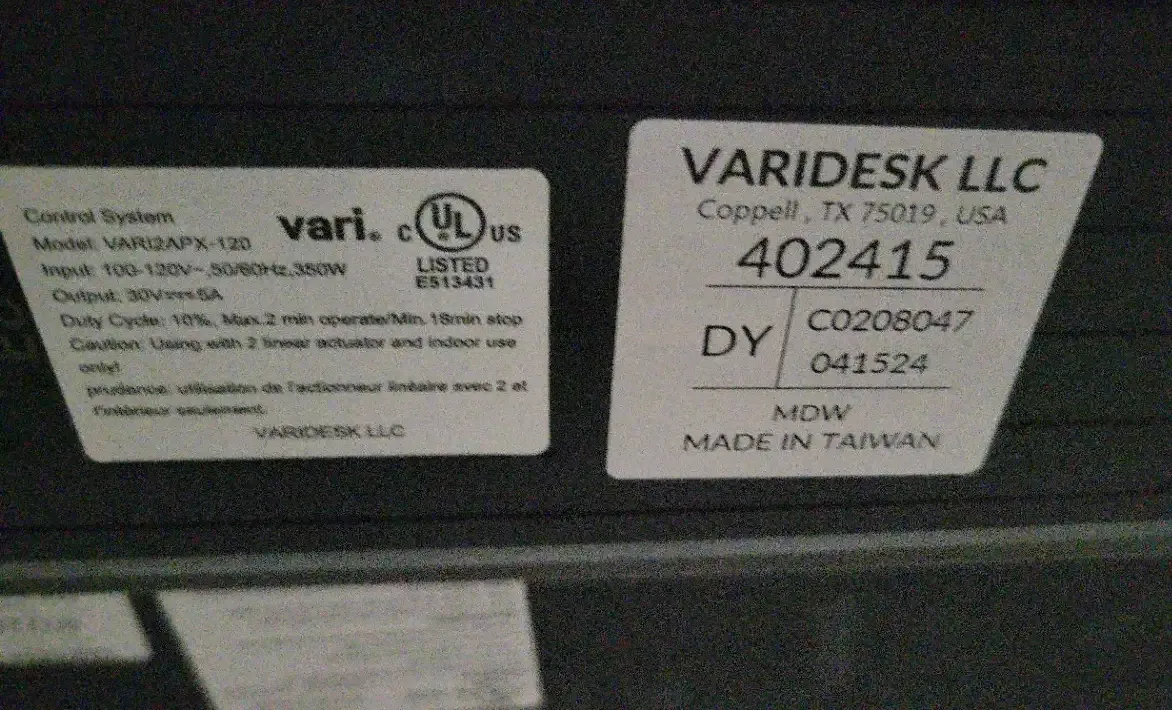 Control System
Model: VARI2APX-120
Input: 100-120V~,50/60Hz,350W
Output: 30V⎓6A
Duty Cycle: 10%, Max.2 min operate/Min.18min stop
Caution: Using with 2 linear actuator and indoor use
only!
prudence: utilisation de l'actionneur linéaire avec 2 et
l'intérieur seulement.
VARIDESK LLC
vari®
C UL US
LISTED
E513431
VARIDESK LLC
Coppell, TX 75019, USA
402415
DY
C0208047
041524
MDW
MADE IN TAIWAN